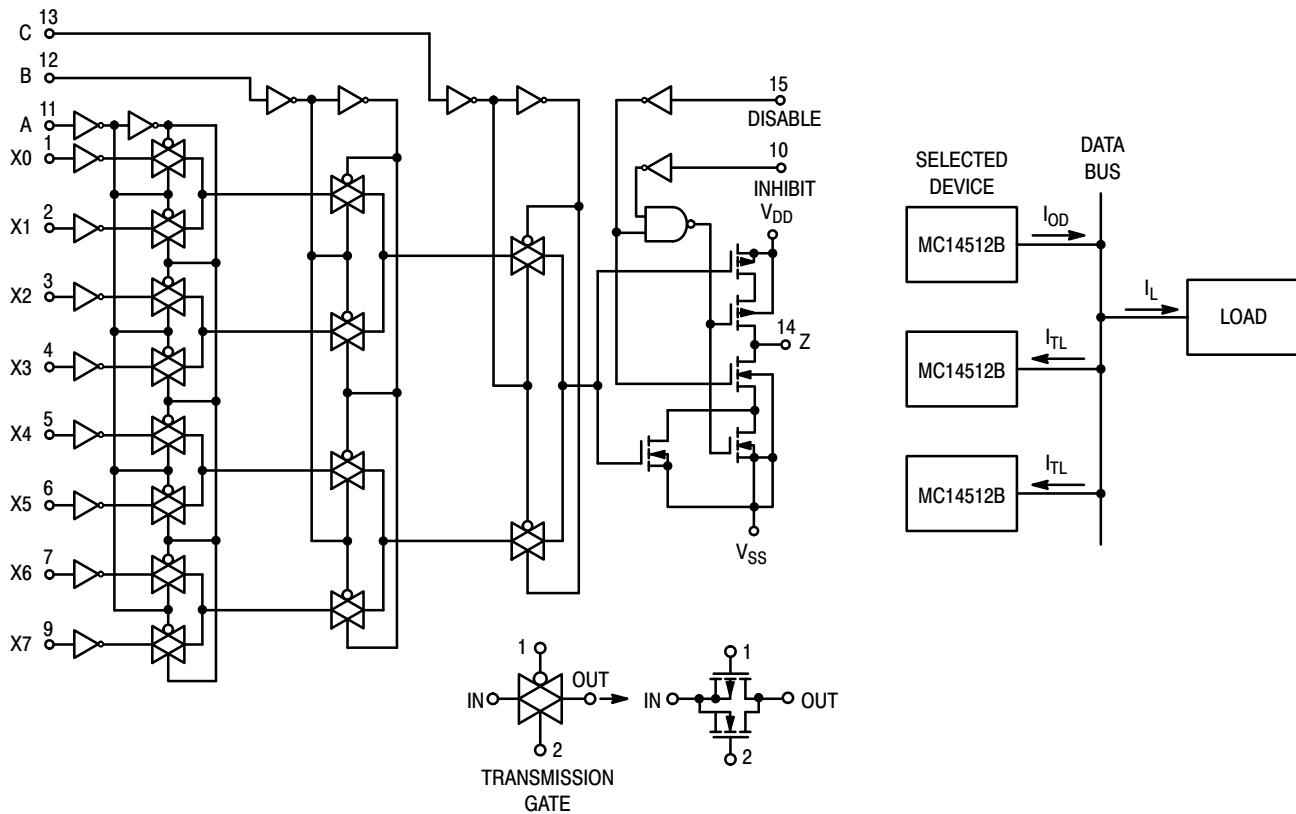 C 13
B 12
A 11
X0 1
X1 2
X2 3
X3 4
X4 5
X5 6
X6 7
X7 9
15
DISABLE
10
INHIBIT
VDD
14 Z
VSS
SELECTED
DEVICE
DATA
BUS
MC14512B
IOD
IL
LOAD
MC14512B
ITL
MC14512B
ITL
1
IN
OUT
2
TRANSMISSION
GATE
1
IN
OUT
2